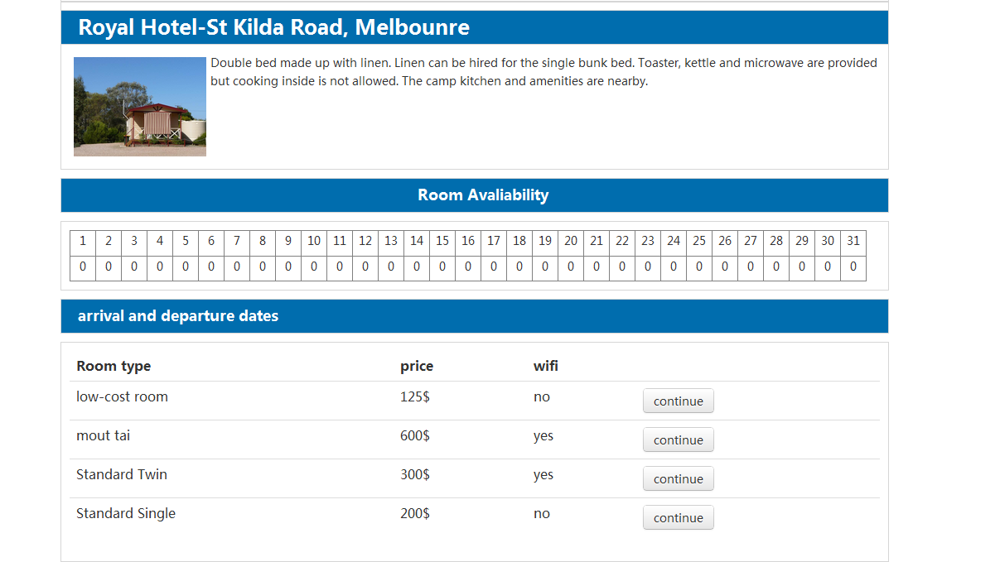 Royal Hotel-St Kilda Road, Melbounre
Double bed made up with linen. Linen can be hired for the single bunk bed. Toaster, kettle and microwave are provided
but cooking inside is not allowed. The camp kitchen and amenities are nearby.
Room Avaliability
1 2 3 4 5 6 7 8 9 10 11 12 13 14 15 16 17 18 19 20 21 22 23 24 25 26 27 28 29 30 31
0 0 0 0 0 0 0 0 0 0 0 0 0 0 0 0 0 0 0 0 0 0 0 0 0 0 0 0 0 0 0
arrival and departure dates
Room type price wifi
low-cost room 125$ no continue
mout tai 600$ yes continue
Standard Twin 300$ yes continue
Standard Single 200$ no continue